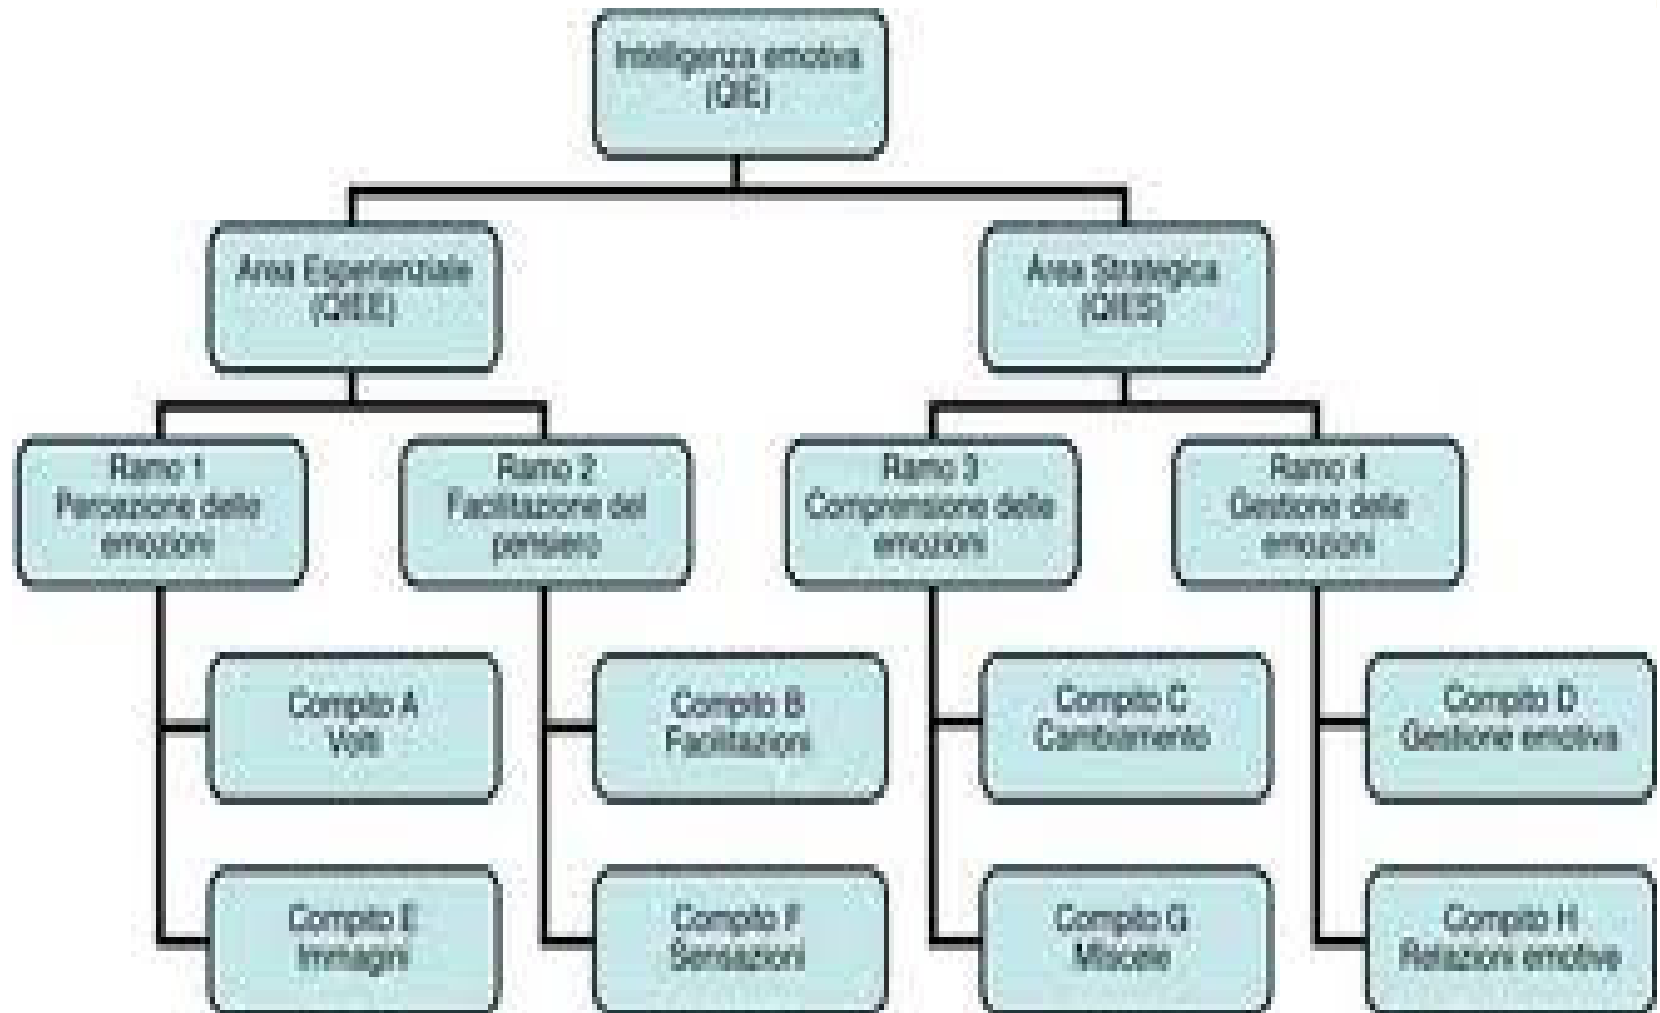 Intelligenza emotiva
(QIE)
Area Esperienziale
(QIEE)
Area Strategica
(QIES)
Ramo 1
Percezione delle
emozioni
Ramo 2
Facilitazione del
pensiero
Ramo 3
Comprensione delle
emozioni
Ramo 4
Gestione delle
emozioni
Compito A
Volti
Compito B
Facilitazioni
Compito C
Cambiamento
Compito D
Gestione emotiva
Compito E
Immagini
Compito F
Sensazioni
Compito G
Miscele
Compito H
Relazioni emotive